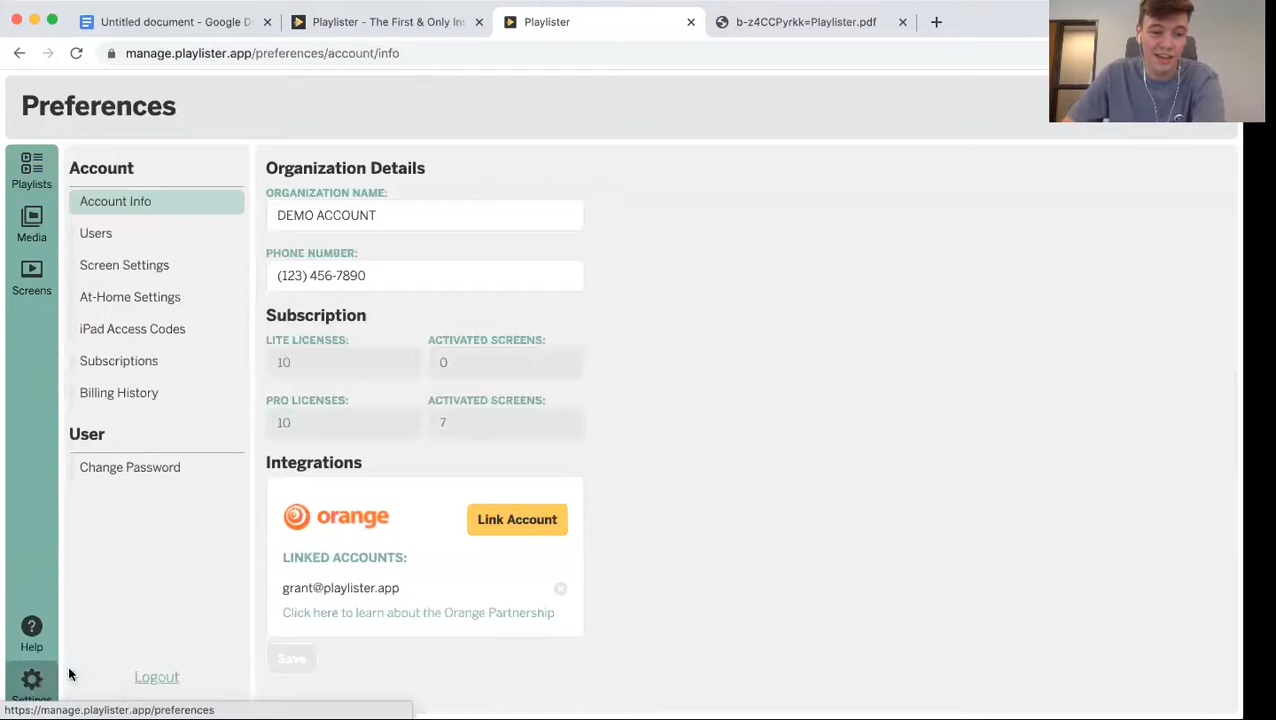 Untitled document - Google D
Playlister - The First & Only Ins
Playlister
b-z4CCPyrkk=Playlister.pdf
manage.playlister.app/preferences/account/info
Preferences
Playlists
Media
Screens
Help
Settings
Account
Account Info
Users
Screen Settings
At-Home Settings
iPad Access Codes
Subscriptions
Billing History
User
Change Password
Logout
Organization Details
ORGANIZATION NAME:
DEMO ACCOUNT
PHONE NUMBER:
(123) 456-7890
Subscription
LITE LICENSES: ACTIVATED SCREENS:
10 0
PRO LICENSES: ACTIVATED SCREENS:
10 7
Integrations
orange Link Account
LINKED ACCOUNTS:
grant@playlister.app
Click here to learn about the Orange Partnership
Save
https://manage.playlister.app/preferences